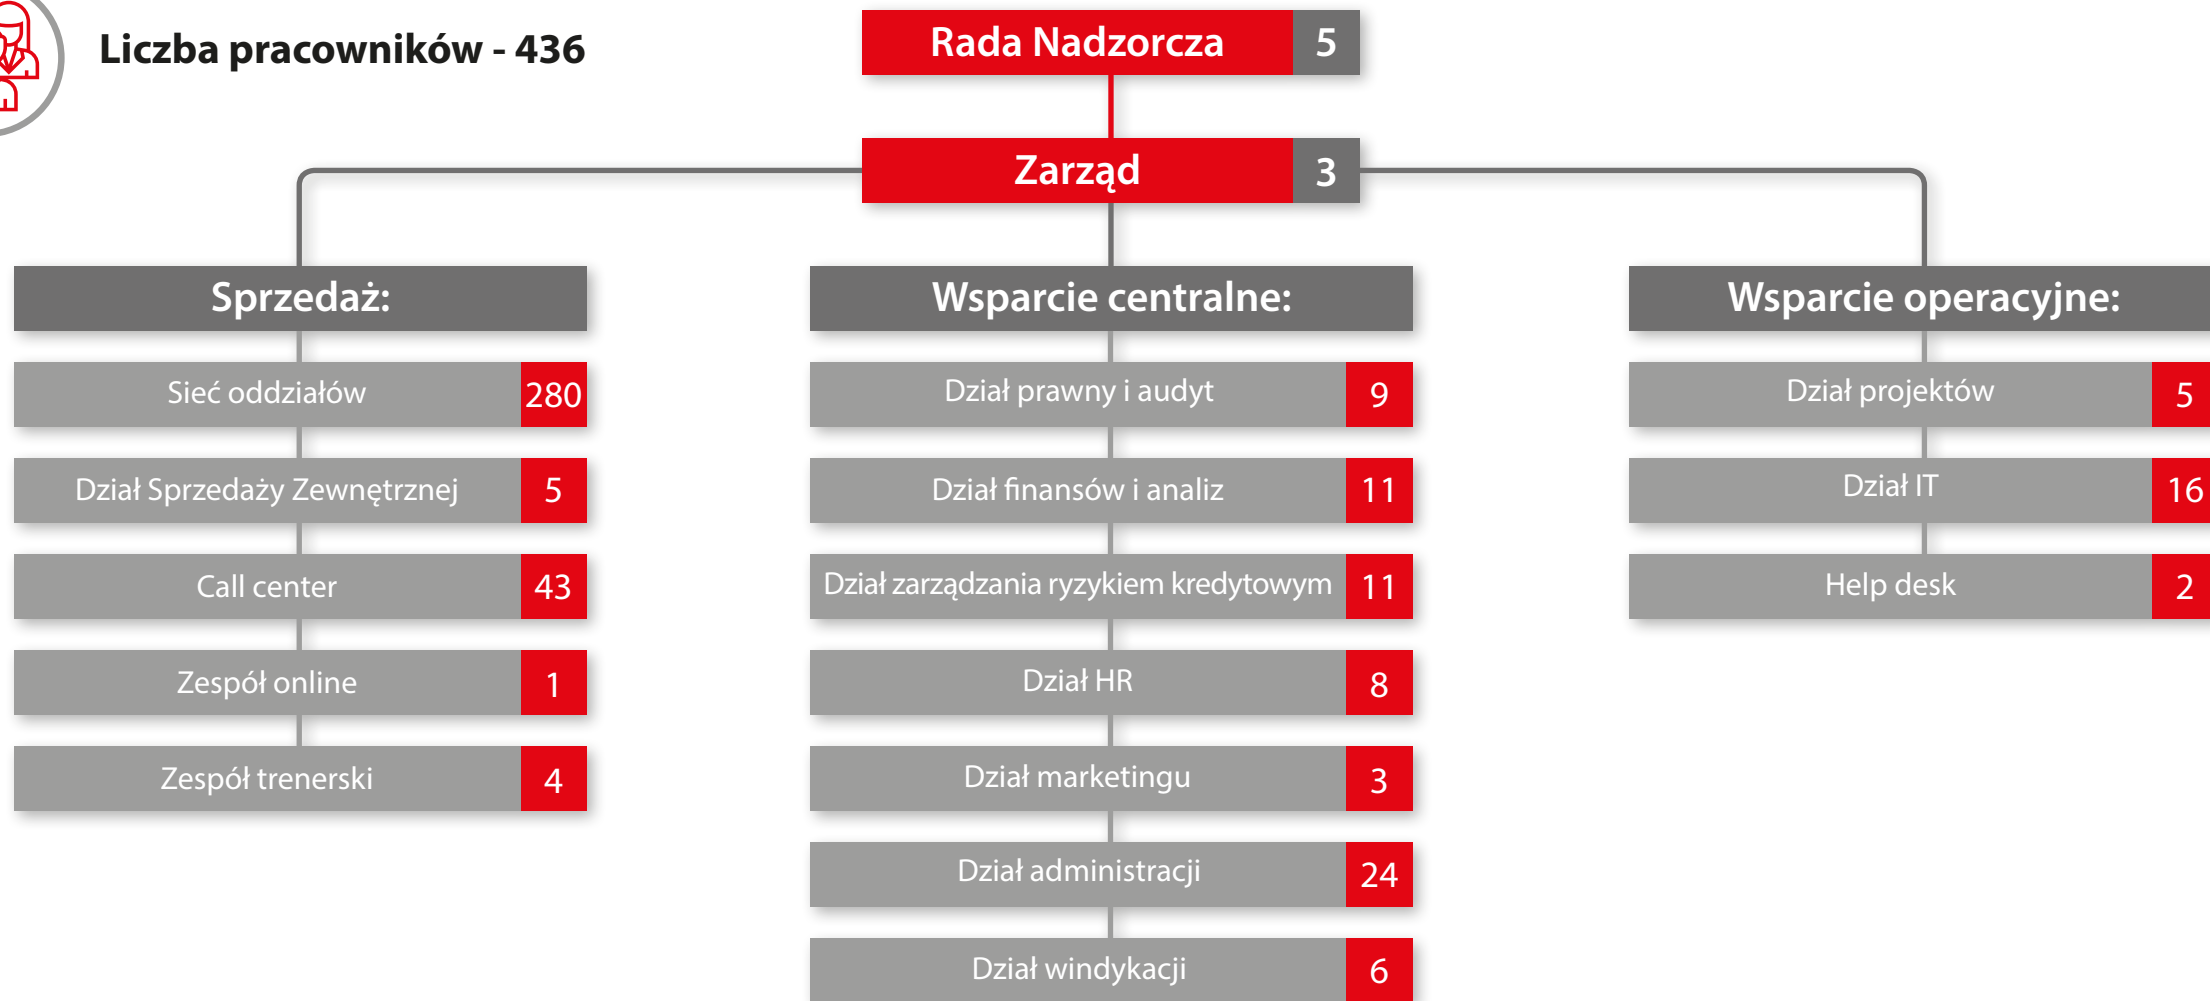 Liczba pracowników - 436
Rada Nadzorcza 5
Zarząd 3
Sprzedaż:
Sieć oddziałów 280
Dział Sprzedaży Zewnętrznej 5
Call center 43
Zespół online 1
Zespół trenerski 4
Wsparcie centralne:
Dział prawny i audyt 9
Dział finansów i analiz 11
Dział zarządzania ryzykiem kredytowym 11
Dział HR 8
Dział marketingu 3
Dział administracji 24
Dział windykacji 6
Wsparcie operacyjne:
Dział projektów 5
Dział IT 16
Help desk 2